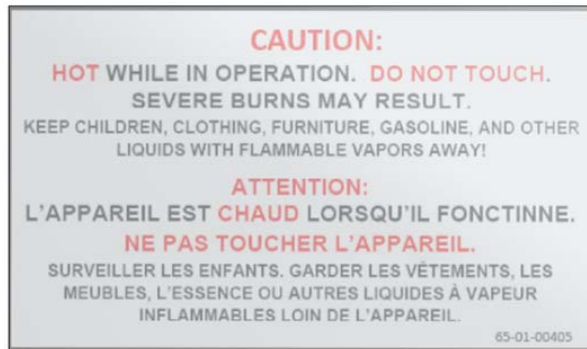 CAUTION:
HOT WHILE IN OPERATION. DO NOT TOUCH.
SEVERE BURNS MAY RESULT.
KEEP CHILDREN, CLOTHING, FURNITURE, GASOLINE, AND OTHER
LIQUIDS WITH FLAMMABLE VAPORS AWAY!
ATTENTION:
L'APPAREIL EST CHAUD LORSQU'IL FONCTINNE.
NE PAS TOUCHER L'APPAREIL.
SURVEILLER LES ENFANTS. GARDER LES VÊTEMENTS, LES
MEUBLES, L'ESSENCE OU AUTRES LIQUIDES À VAPEUR
INFLAMMABLES LOIN DE L'APPAREIL.
65-01-00405